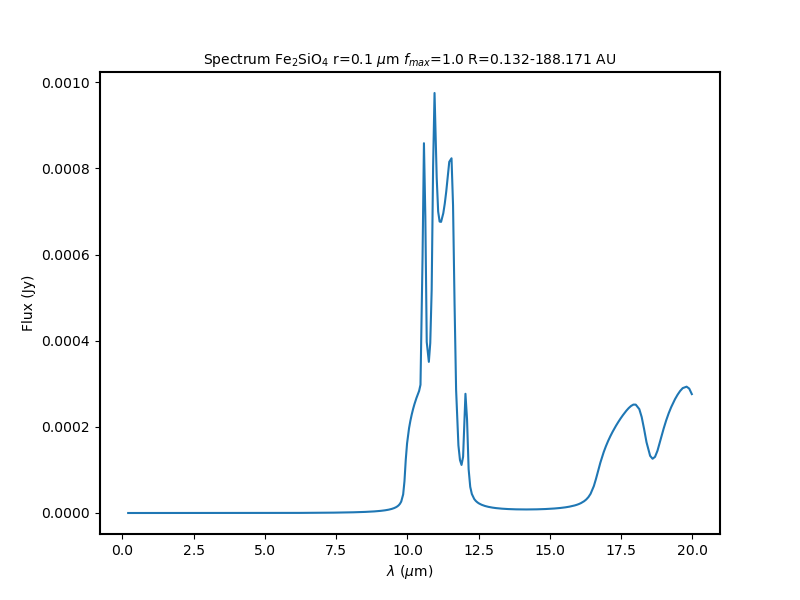 Spectrum Fe₂SiO₄ r=0.1 μm f_max=1.0 R=0.132-188.171 AU
0.0010
0.0008
0.0006
0.0004
0.0002
0.0000
Flux (Jy)
0.0 2.5 5.0 7.5 10.0 12.5 15.0 17.5 20.0
λ (μm)